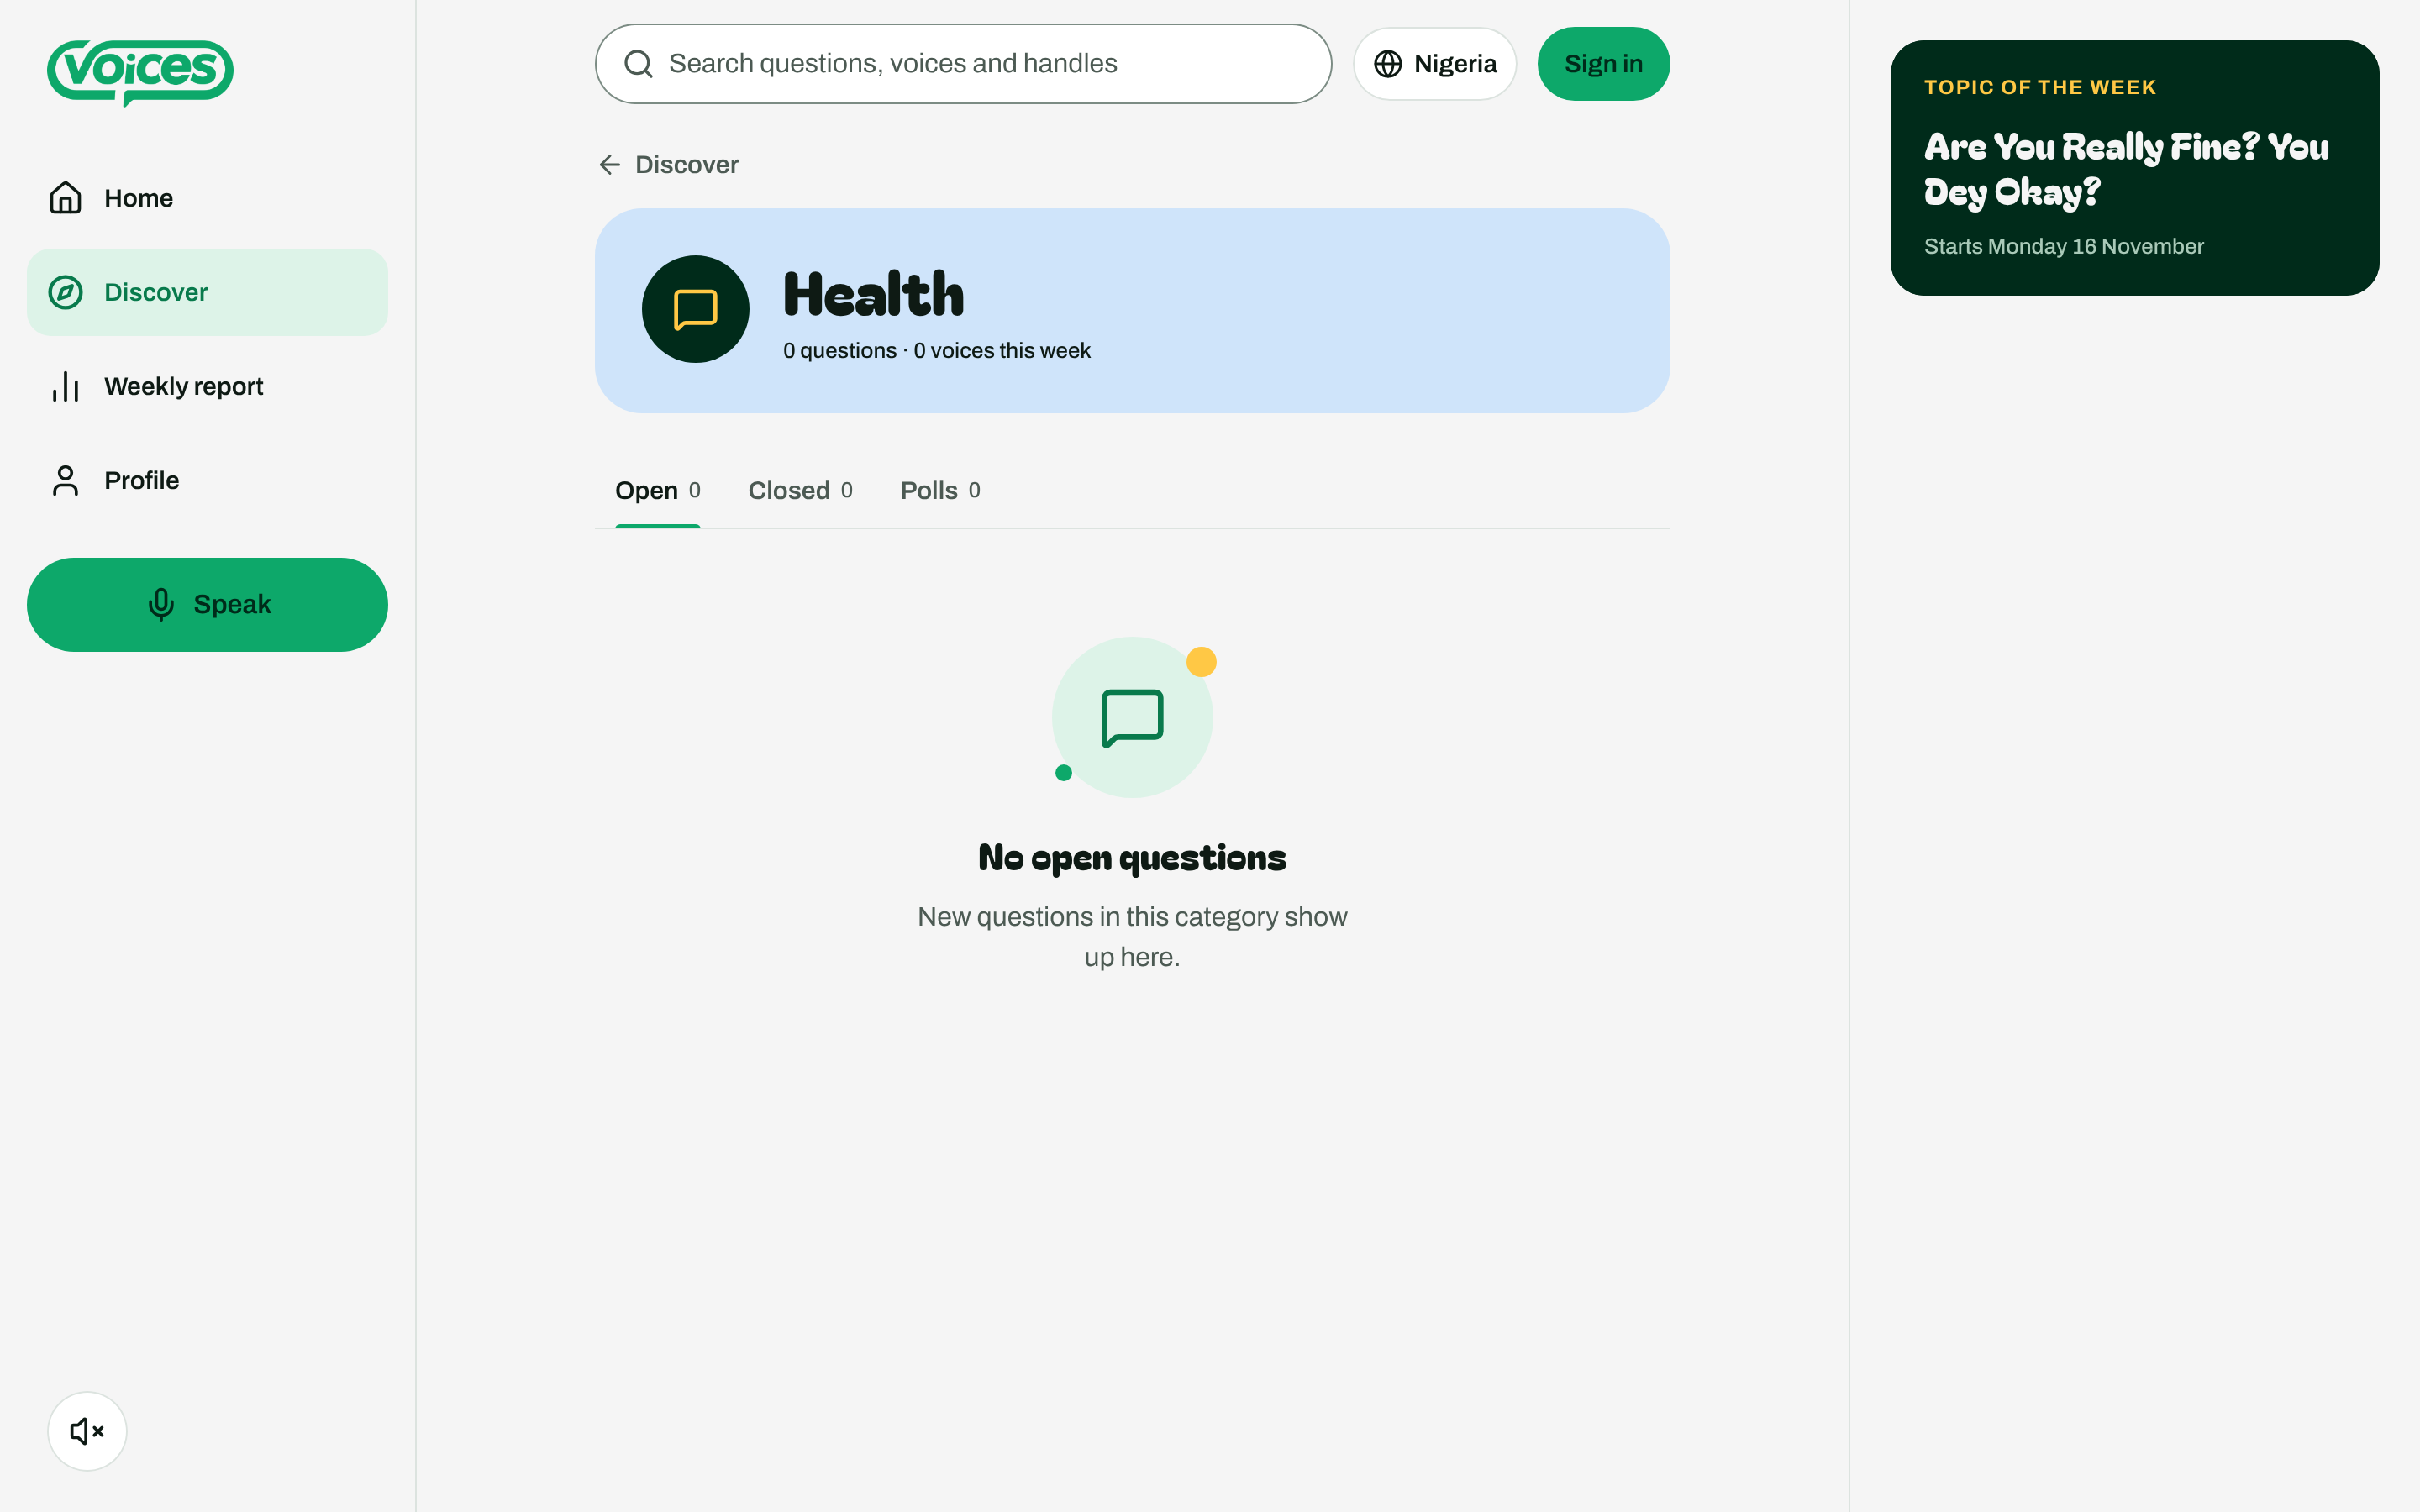 Voices
Home
Discover
Weekly report
Profile
Speak
Search questions, voices and handles
Nigeria
Sign in
Discover
Health
0 questions · 0 voices this week
Open 0
Closed 0
Polls 0
No open questions
New questions in this category show
up here.
TOPIC OF THE WEEK
Are You Really Fine? You
Dey Okay?
Starts Monday 16 November